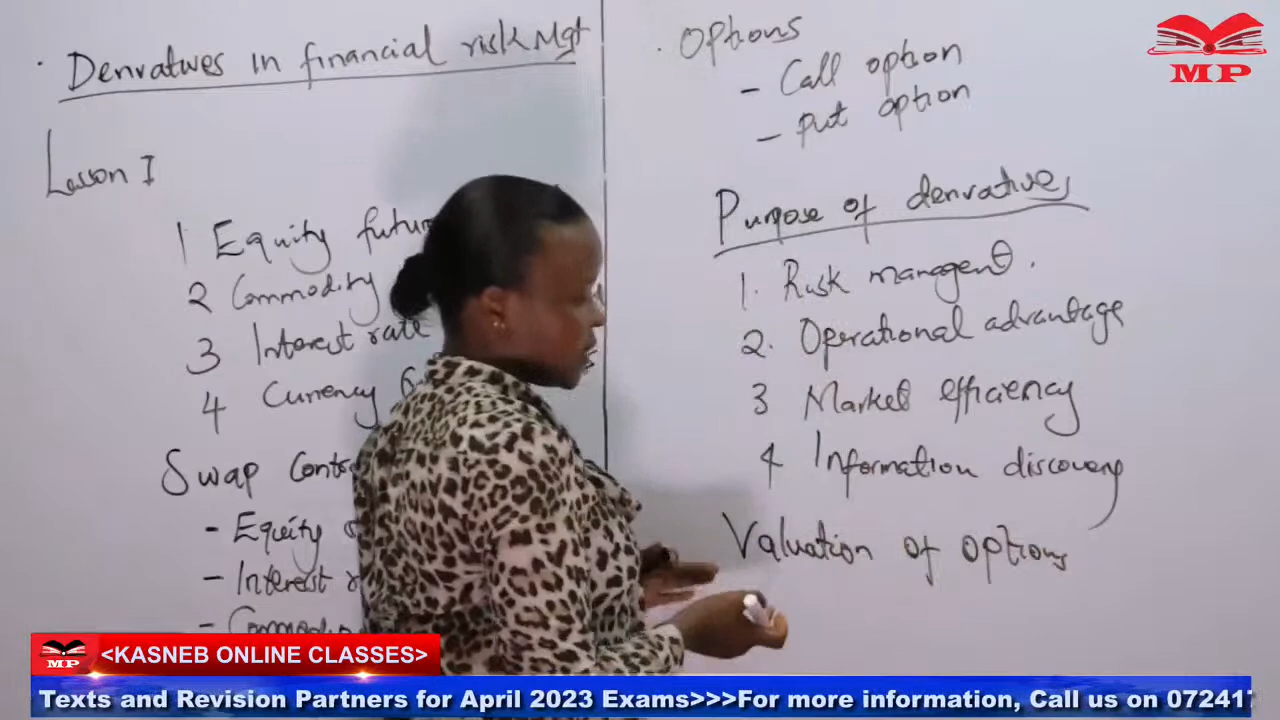 Derivatives in financial risk Mgt
Lesson I
1 Equity futur
2 Commodity
3 Interest rate
4 Currency
Swap Contr
- Equity
- Interest r
- Commodi
Options
- Call option
- Put option
Purpose of derivatives
1. Risk managent.
2. Operational advantage
3 Market efficiency
4 Information discovery
Valuation of options
MP
MP
<KASNEB ONLINE CLASSES>
Texts and Revision Partners for April 2023 Exams>>>For more information, Call us on 07241